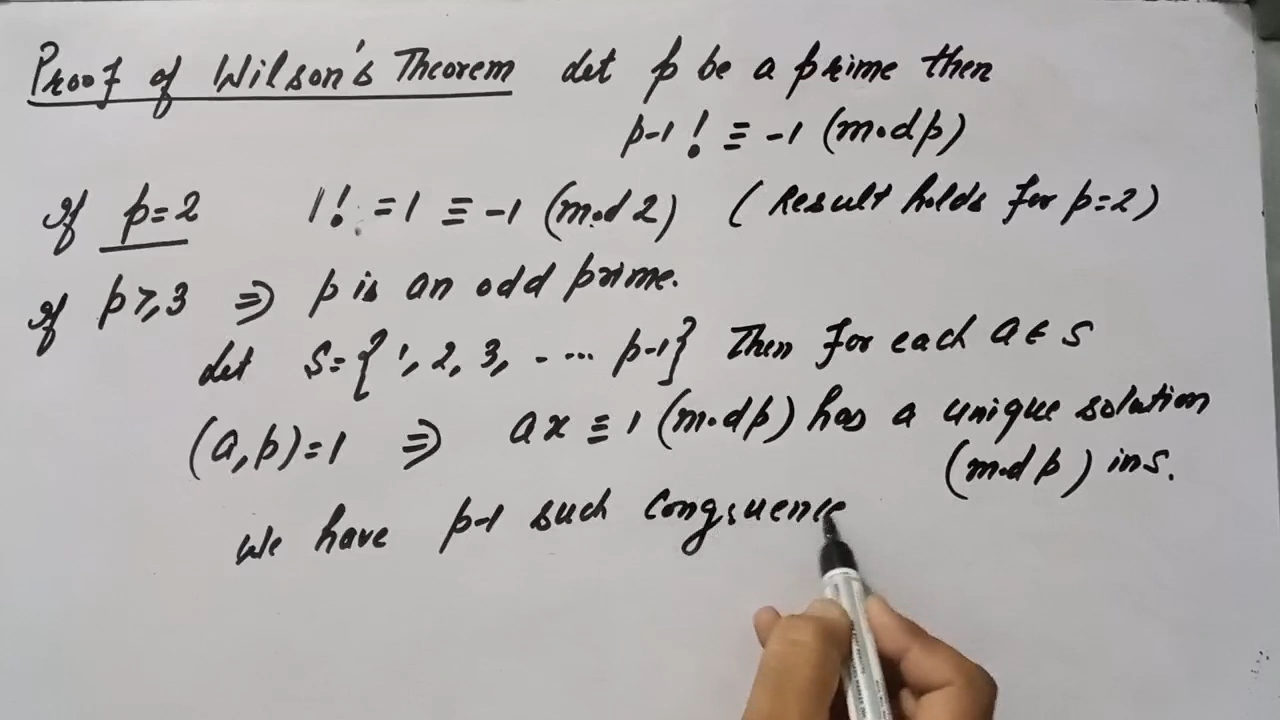 Proof of Wilson's Theorem Let p be a prime then
p-1 ! ≡ -1 (mod p)
If p=2 1! = 1 ≡ -1 (mod 2) (Result holds for p=2)
If p≥3 ⇒ p is an odd prime.
Let S={1, 2, 3, - ... p-1} Then for each a ∈ S
(a,p)=1 ⇒ ax ≡ 1 (mod p) has a unique solution
(mod p) in S.
We have p-1 such congruence